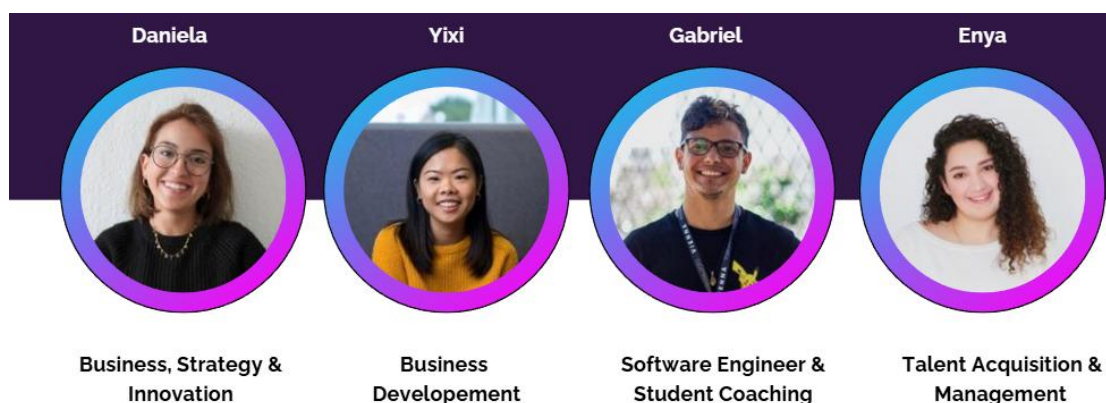 Daniela
Yixi
Gabriel
Enya
Business, Strategy &
Innovation
Business
Developement
Software Engineer &
Student Coaching
Talent Acquisition &
Management